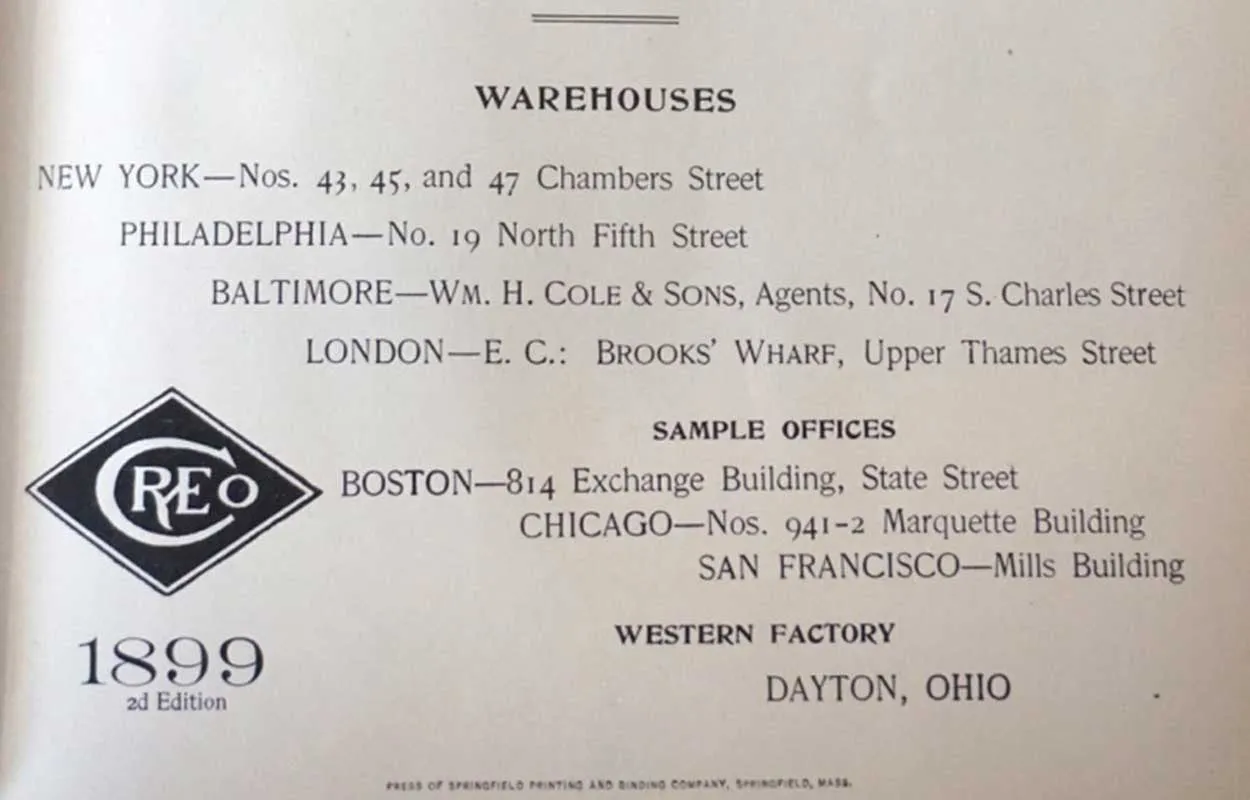 WAREHOUSES
NEW YORK—Nos. 43, 45, and 47 Chambers Street
PHILADELPHIA—No. 19 North Fifth Street
BALTIMORE—WM. H. COLE & SONS, Agents, No. 17 S. Charles Street
LONDON—E. C.: BROOKS' WHARF, Upper Thames Street
SAMPLE OFFICES
CREO
BOSTON—814 Exchange Building, State Street
CHICAGO—Nos. 941-2 Marquette Building
SAN FRANCISCO—Mills Building
WESTERN FACTORY
1899
2d Edition
DAYTON, OHIO
PRESS OF SPRINGFIELD PRINTING AND BINDING COMPANY, SPRINGFIELD, MASS.